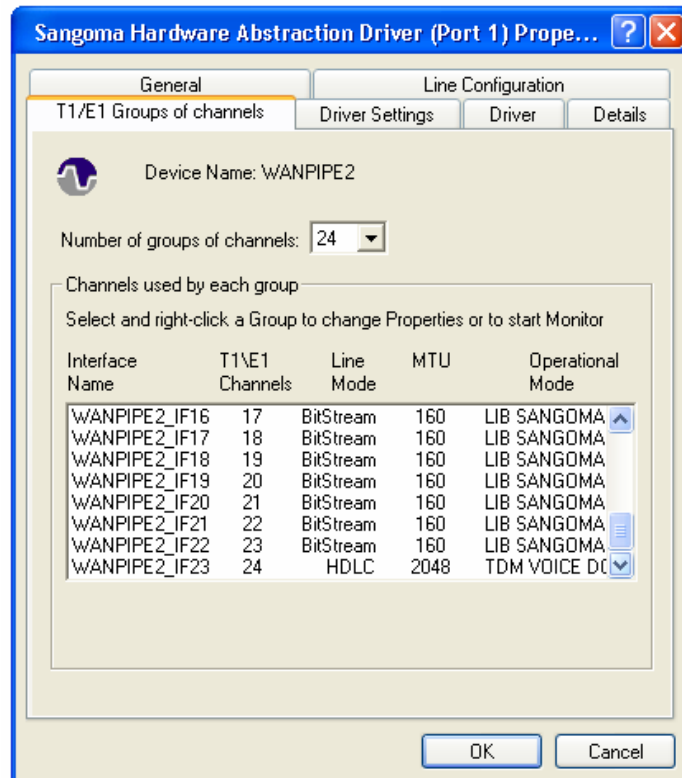 Sangoma Hardware Abstraction Driver (Port 1) Prope...
General Line Configuration
T1/E1 Groups of channels Driver Settings Driver Details
Device Name: WANPIPE2
Number of groups of channels: 24
Channels used by each group
Select and right-click a Group to change Properties or to start Monitor
Interface Name T1\E1 Channels Line Mode MTU Operational Mode
WANPIPE2_IF16 17 BitStream 160 LIB SANGOMA
WANPIPE2_IF17 18 BitStream 160 LIB SANGOMA
WANPIPE2_IF18 19 BitStream 160 LIB SANGOMA
WANPIPE2_IF19 20 BitStream 160 LIB SANGOMA
WANPIPE2_IF20 21 BitStream 160 LIB SANGOMA
WANPIPE2_IF21 22 BitStream 160 LIB SANGOMA
WANPIPE2_IF22 23 BitStream 160 LIB SANGOMA
WANPIPE2_IF23 24 HDLC 2048 TDM VOICE DC
OK Cancel